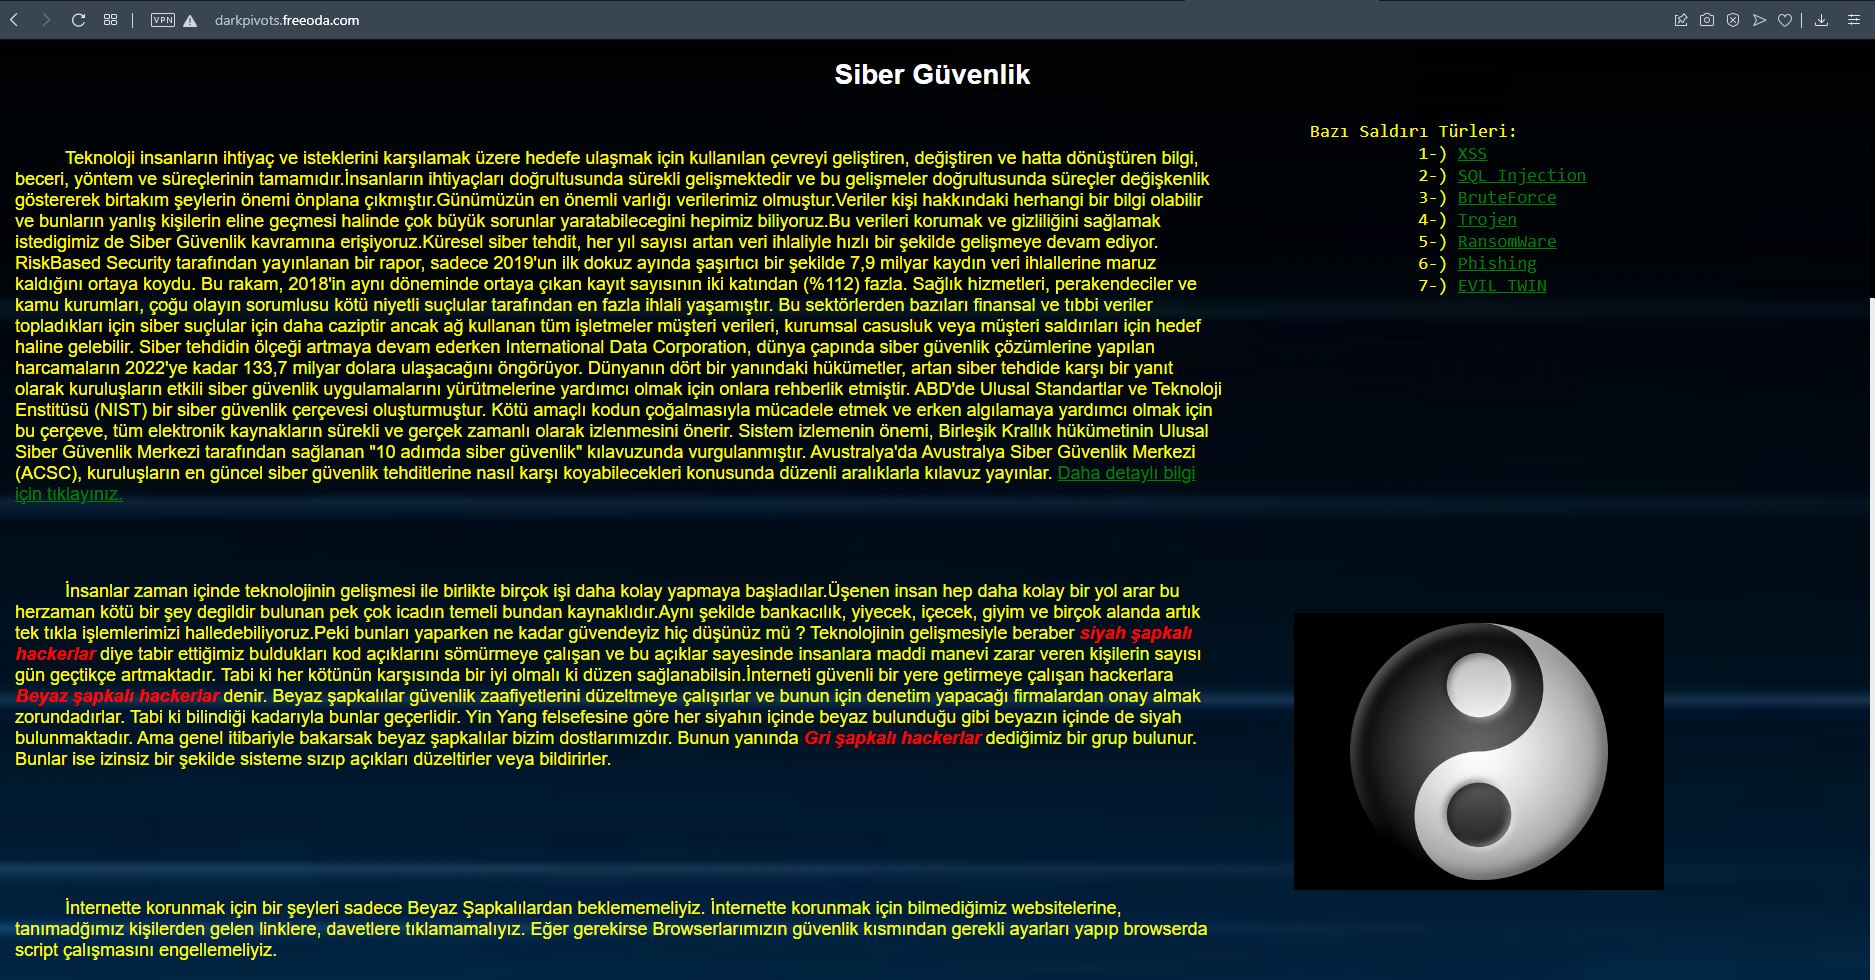 VPN
darkpivots.freeoda.com
Siber Güvenlik
Teknoloji insanların ihtiyaç ve isteklerini karşılamak üzere hedefe ulaşmak için kullanılan çevreyi geliştiren, değiştiren ve hatta dönüştüren bilgi,
beceri, yöntem ve süreçlerinin tamamıdır.İnsanların ihtiyaçları doğrultusunda sürekli gelişmektedir ve bu gelişmeler doğrultusunda süreçler değişkenlik
göstererek birtakım şeylerin önemi önplana çıkmıştır.Günümüzün en önemli varlığı verilerimiz olmuştur.Veriler kişi hakkındaki herhangi bir bilgi olabilir
ve bunların yanlış kişilerin eline geçmesi halinde çok büyük sorunlar yaratabilecegini hepimiz biliyoruz.Bu verileri korumak ve gizliliğini sağlamak
istedigimiz de Siber Güvenlik kavramına erişiyoruz.Küresel siber tehdit, her yıl sayısı artan veri ihlaliyle hızlı bir şekilde gelişmeye devam ediyor.
RiskBased Security tarafından yayınlanan bir rapor, sadece 2019'un ilk dokuz ayında şaşırtıcı bir şekilde 7,9 milyar kaydın veri ihlallerine maruz
kaldığını ortaya koydu. Bu rakam, 2018'in aynı döneminde ortaya çıkan kayıt sayısının iki katından (%112) fazla. Sağlık hizmetleri, perakendeciler ve
kamu kurumları, çoğu olayın sorumlusu kötü niyetli suçlular tarafından en fazla ihlali yaşamıştır. Bu sektörlerden bazıları finansal ve tıbbi veriler
topladıkları için siber suçlular için daha caziptir ancak ağ kullanan tüm işletmeler müşteri verileri, kurumsal casusluk veya müşteri saldırıları için hedef
haline gelebilir. Siber tehdidin ölçeği artmaya devam ederken International Data Corporation, dünya çapında siber güvenlik çözümlerine yapılan
harcamaların 2022'ye kadar 133,7 milyar dolara ulaşacağını öngörüyor. Dünyanın dört bir yanındaki hükümetler, artan siber tehdide karşı bir yanıt
olarak kuruluşların etkili siber güvenlik uygulamalarını yürütmelerine yardımcı olmak için onlara rehberlik etmiştir. ABD'de Ulusal Standartlar ve Teknoloji
Enstitüsü (NIST) bir siber güvenlik çerçevesi oluşturmuştur. Kötü amaçlı kodun çoğalmasıyla mücadele etmek ve erken algılamaya yardımcı olmak için
bu çerçeve, tüm elektronik kaynakların sürekli ve gerçek zamanlı olarak izlenmesini önerir. Sistem izlemenin önemi, Birleşik Krallık hükümetinin Ulusal
Siber Güvenlik Merkezi tarafından sağlanan "10 adımda siber güvenlik" kılavuzunda vurgulanmıştır. Avustralya'da Avustralya Siber Güvenlik Merkezi
(ACSC), kuruluşların en güncel siber güvenlik tehditlerine nasıl karşı koyabilecekleri konusunda düzenli aralıklarla kılavuz yayınlar. Daha detaylı bilgi
için tıklayınız.
Bazı Saldırı Türleri:
1-) XSS
2-) SQL Injection
3-) BruteForce
4-) Trojen
5-) RansomWare
6-) Phishing
7-) EVIL TWIN
İnsanlar zaman içinde teknolojinin gelişmesi ile birlikte birçok işi daha kolay yapmaya başladılar.Üşenen insan hep daha kolay bir yol arar bu
herzaman kötü bir şey degildir bulunan pek çok icadın temeli bundan kaynaklıdır.Aynı şekilde bankacılık, yiyecek, içecek, giyim ve birçok alanda artık
tek tıkla işlemlerimizi halledebiliyoruz.Peki bunları yaparken ne kadar güvendeyiz hiç düşünüz mü ? Teknolojinin gelişmesiyle beraber siyah şapkalı
hackerlar diye tabir ettiğimiz buldukları kod açıklarını sömürmeye çalışan ve bu açıklar sayesinde insanlara maddi manevi zarar veren kişilerin sayısı
gün geçtikçe artmaktadır. Tabi ki her kötünün karşısında bir iyi olmalı ki düzen sağlanabilsin.İnterneti güvenli bir yere getirmeye çalışan hackerlara
Beyaz şapkalı hackerlar denir. Beyaz şapkalılar güvenlik zaafiyetlerini düzeltmeye çalışırlar ve bunun için denetim yapacağı firmalardan onay almak
zorundadırlar. Tabi ki bilindiği kadarıyla bunlar geçerlidir. Yin Yang felsefesine göre her siyahın içinde beyaz bulunduğu gibi beyazın içinde de siyah
bulunmaktadır. Ama genel itibariyle bakarsak beyaz şapkalılar bizim dostlarımızdır. Bunun yanında Gri şapkalı hackerlar dediğimiz bir grup bulunur.
Bunlar ise izinsiz bir şekilde sisteme sızıp açıkları düzeltirler veya bildirirler.
İnternette korunmak için bir şeyleri sadece Beyaz Şapkalılardan beklememeliyiz. İnternette korunmak için bilmediğimiz websitelerine,
tanımadğımız kişilerden gelen linklere, davetlere tıklamamalıyız. Eğer gerekirse Browserlarımızın güvenlik kısmından gerekli ayarları yapıp browserda
script çalışmasını engellemeliyiz.